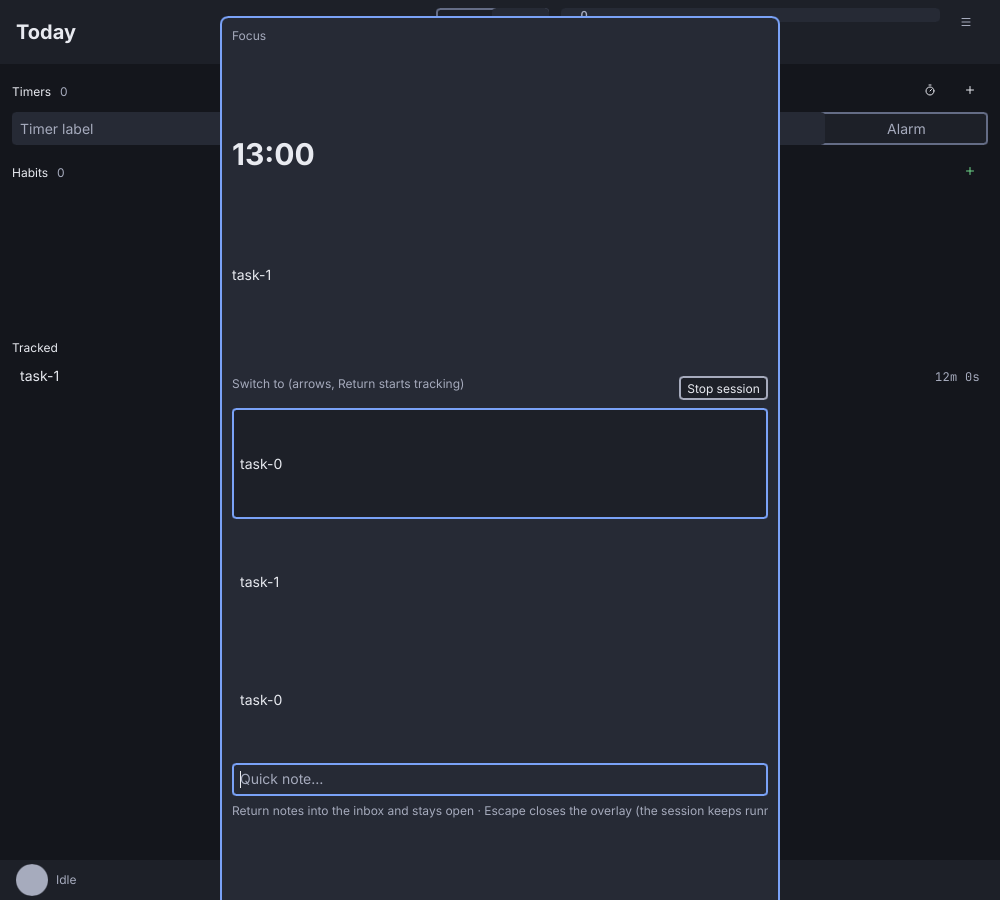 Today
Focus
Timers 0
Timer label
Alarm
13:00
Habits 0
task-1
Tracked
task-1
12m 0s
Switch to (arrows, Return starts tracking)
Stop session
task-0
task-1
task-0
Quick note...
Return notes into the inbox and stays open · Escape closes the overlay (the session keeps
Idle